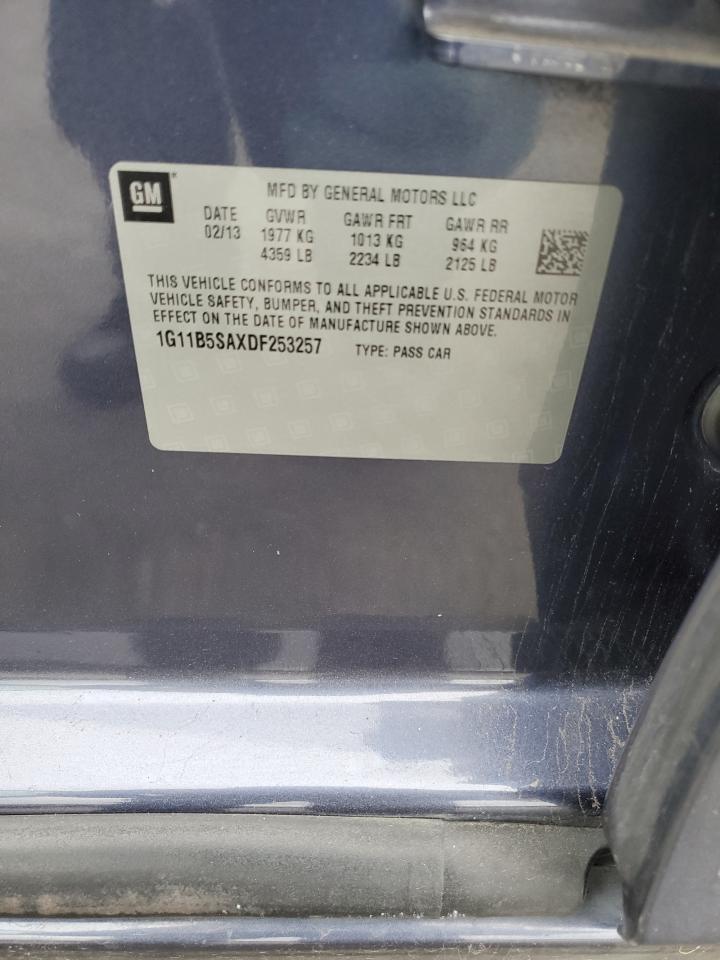 GM
MFD BY GENERAL MOTORS LLC
DATE GVWR GAWR FRT GAWR RR
02/13 1977 KG 1013 KG 964 KG
4359 LB 2234 LB 2125 LB
THIS VEHICLE CONFORMS TO ALL APPLICABLE U.S. FEDERAL MOTOR
VEHICLE SAFETY, BUMPER, AND THEFT PREVENTION STANDARDS IN
EFFECT ON THE DATE OF MANUFACTURE SHOWN ABOVE.
1G11B5SAXDF253257 TYPE: PASS CAR